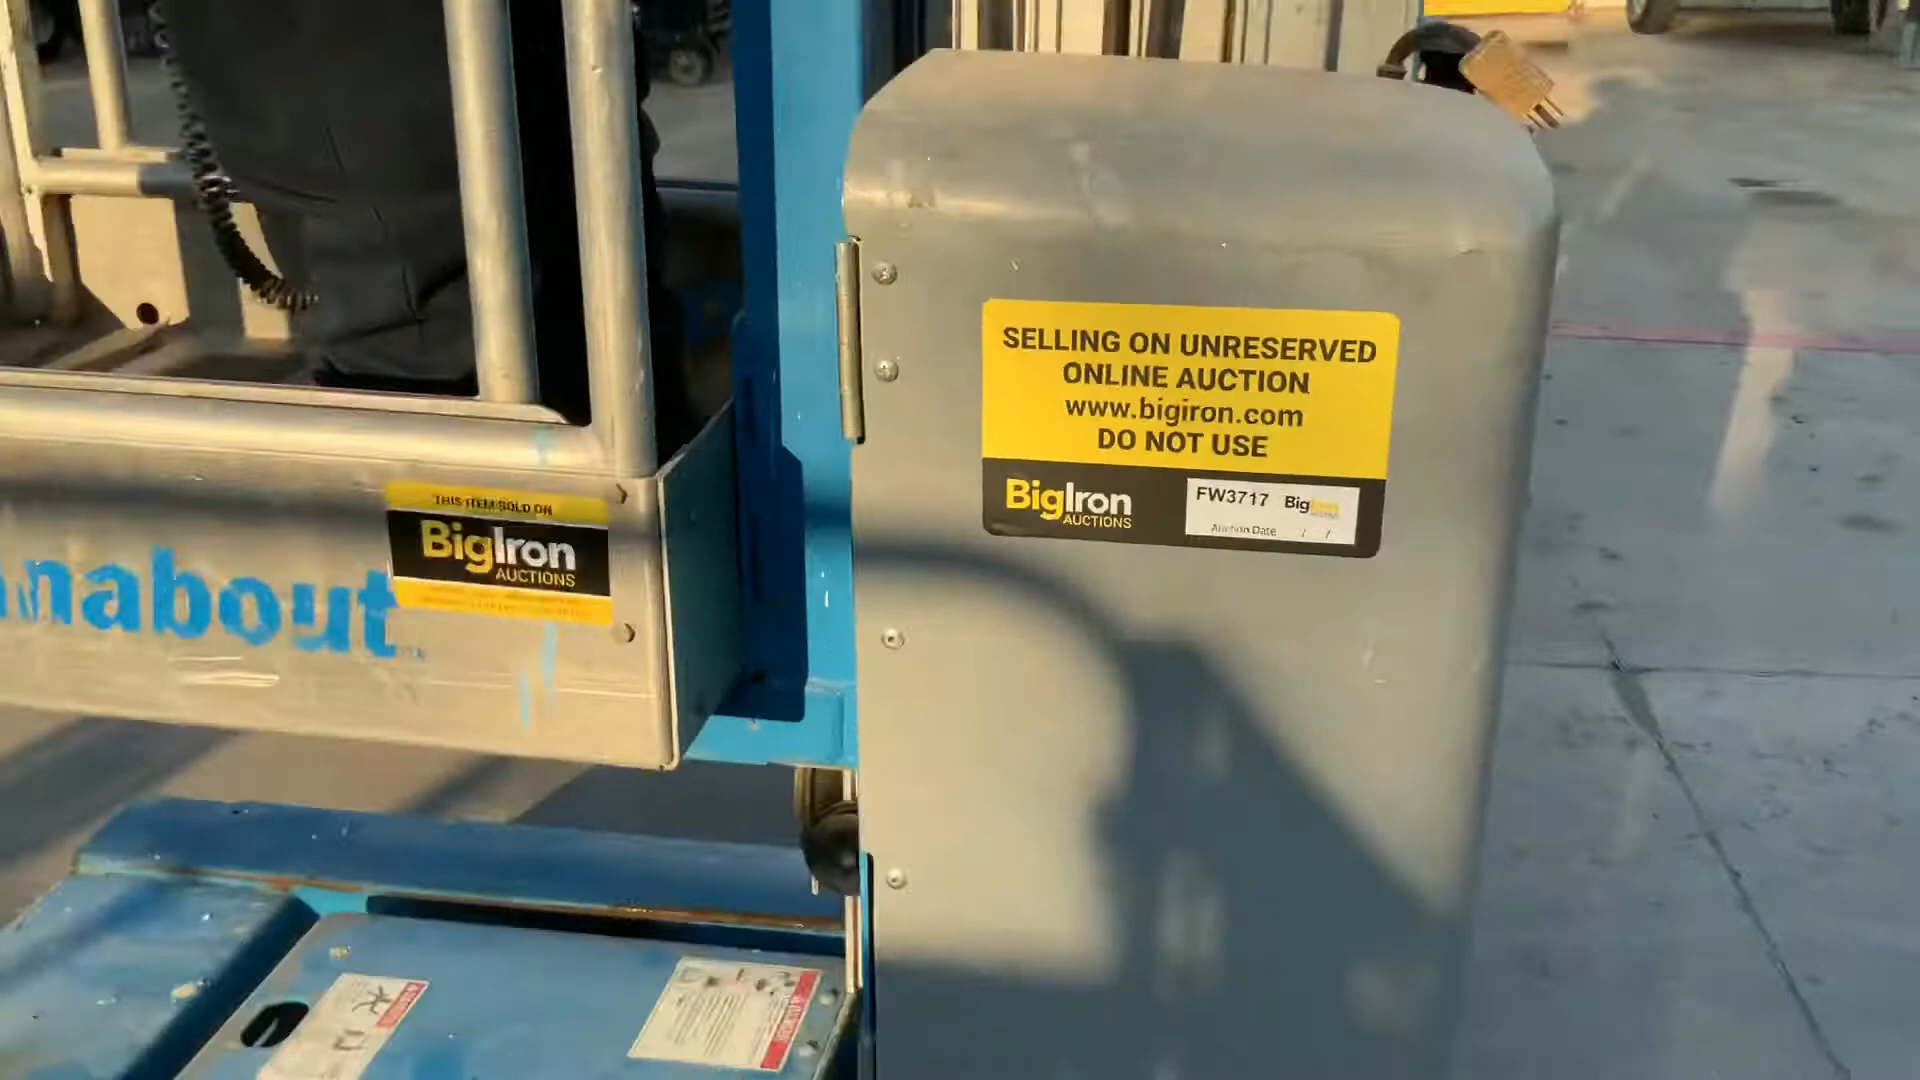 SELLING ON UNRESERVED
ONLINE AUCTION
www.bigiron.com
DO NOT USE
BigIron
AUCTIONS
FW3717 BigIron
Auction Date / /
THIS ITEM SOLD ON
BigIron
AUCTIONS
nabout